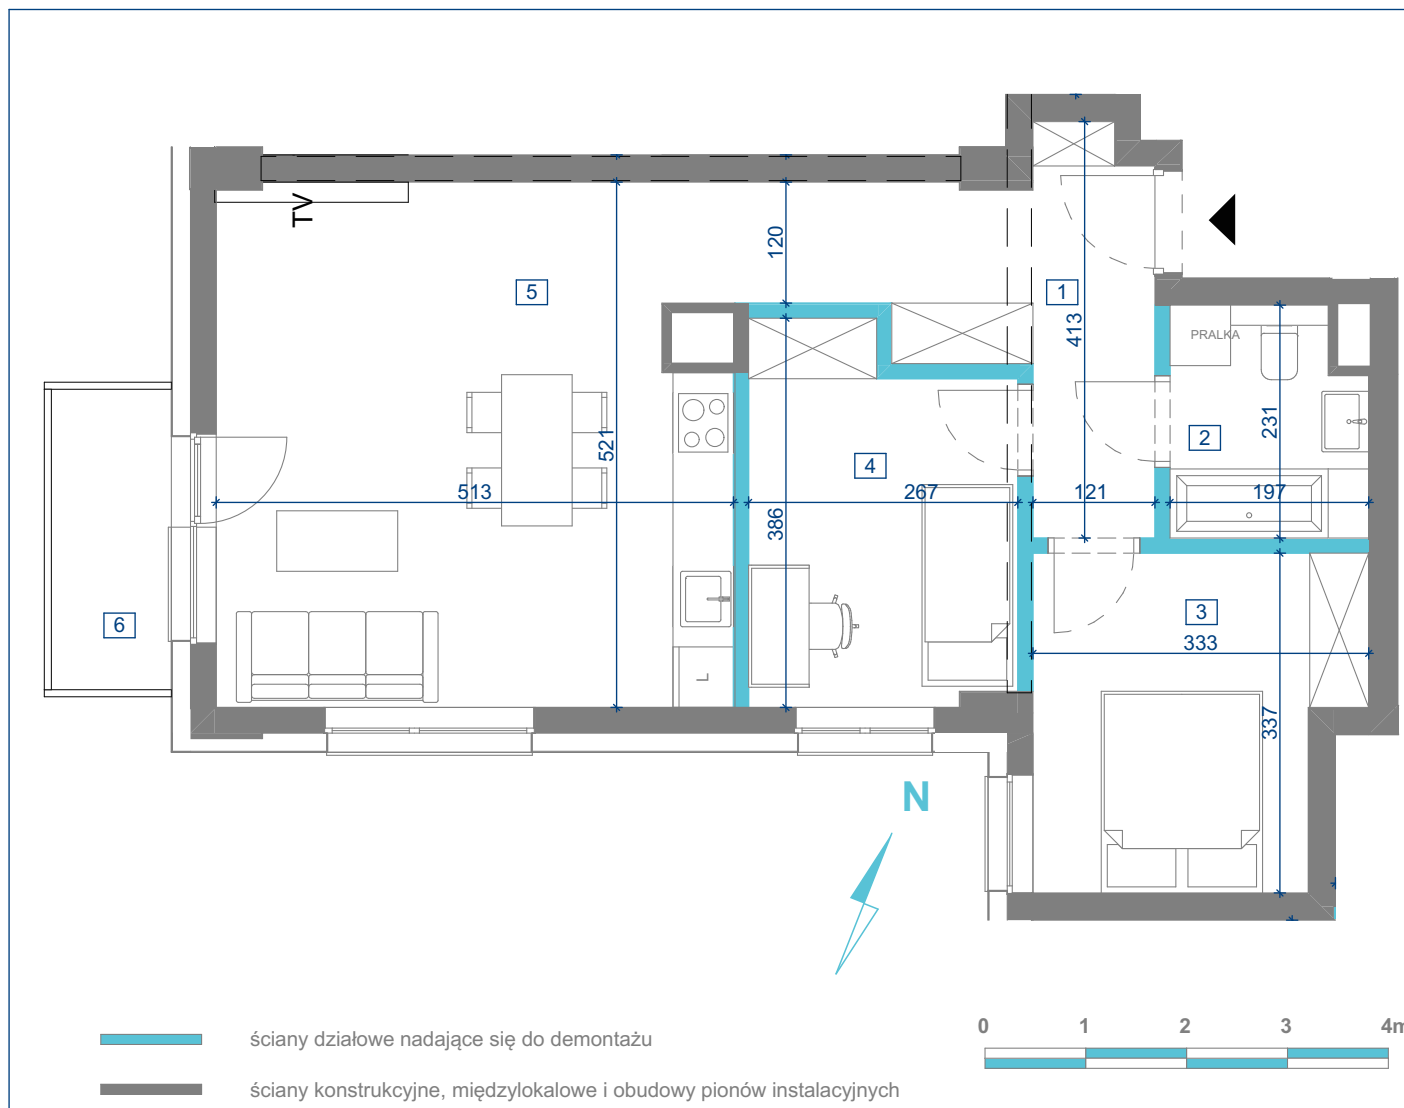 TV
120
5
1
413
PRALKA
521
231
2
4
513
386
267
121
197
6
3
333
L
337
N
0 1 2 3 4m
ściany działowe nadające się do demontażu
ściany konstrukcyjne, międzylokalowe i obudowy pionów instalacyjnych